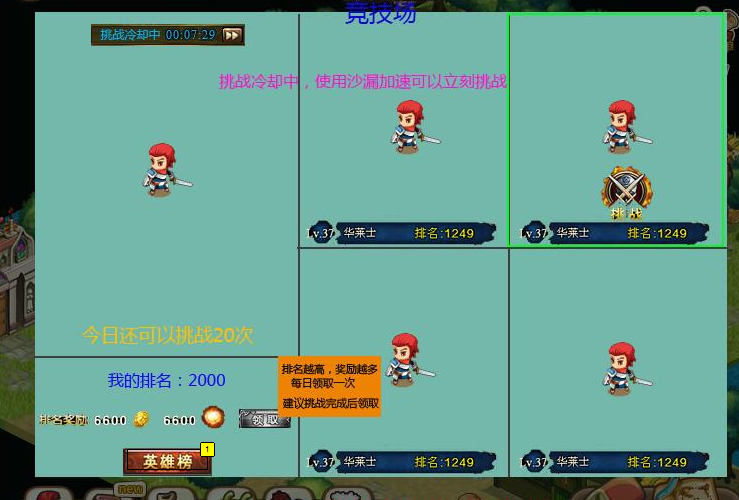 竞技场
挑战冷却中 00:07:29
挑战冷却中，使用沙漏加速可以立刻挑战
挑战
Lv.37 华莱士 排名:1249
Lv.37 华莱士 排名:1249
今日还可以挑战20次
我的排名：2000
排名奖励 6600 6600 领取
排名越高，奖励越多
每日领取一次
建议挑战完成后领取
英雄榜 1
Lv.37 华莱士 排名:1249
Lv.37 华莱士 排名:1249
new